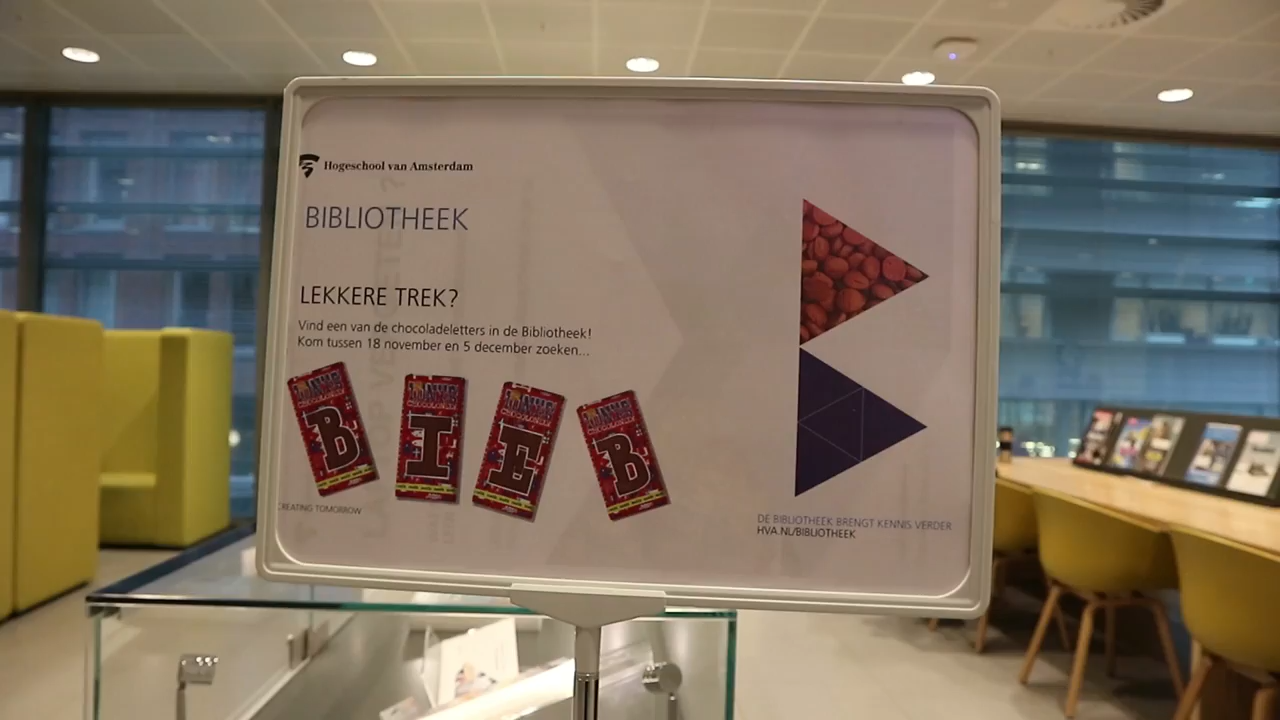 Hogeschool van Amsterdam
BIBLIOTHEEK
LEKKERE TREK?
Vind een van de chocoladeletters in de Bibliotheek!
Kom tussen 18 november en 5 december zoeken...
B I E B
CREATING TOMORROW
DE BIBLIOTHEEK BRENGT KENNIS VERDER
HVA.NL/BIBLIOTHEEK